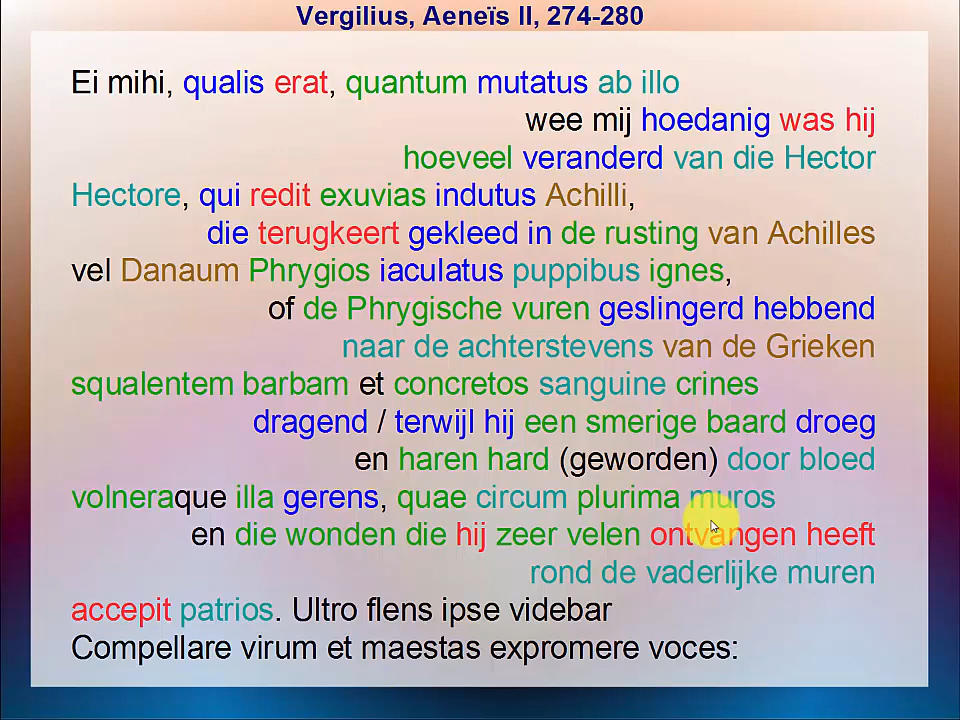 Vergilius, Aeneïs II, 274-280
Ei mihi, qualis erat, quantum mutatus ab illo
wee mij hoedanig was hij
hoeveel veranderd van die Hector
Hectore, qui redit exuvias indutus Achilli,
die terugkeert gekleed in de rusting van Achilles
vel Danaum Phrygios iaculatus puppibus ignes,
of de Phrygische vuren geslingerd hebbend
naar de achterstevens van de Grieken
squalentem barbam et concretos sanguine crines
dragend / terwijl hij een smerige baard droeg
en haren hard (geworden) door bloed
volneraque illa gerens, quae circum plurima muros
en die wonden die hij zeer velen ontvangen heeft
rond de vaderlijke muren
accepit patrios. Ultro flens ipse videbar
Compellare virum et maestas expromere voces: